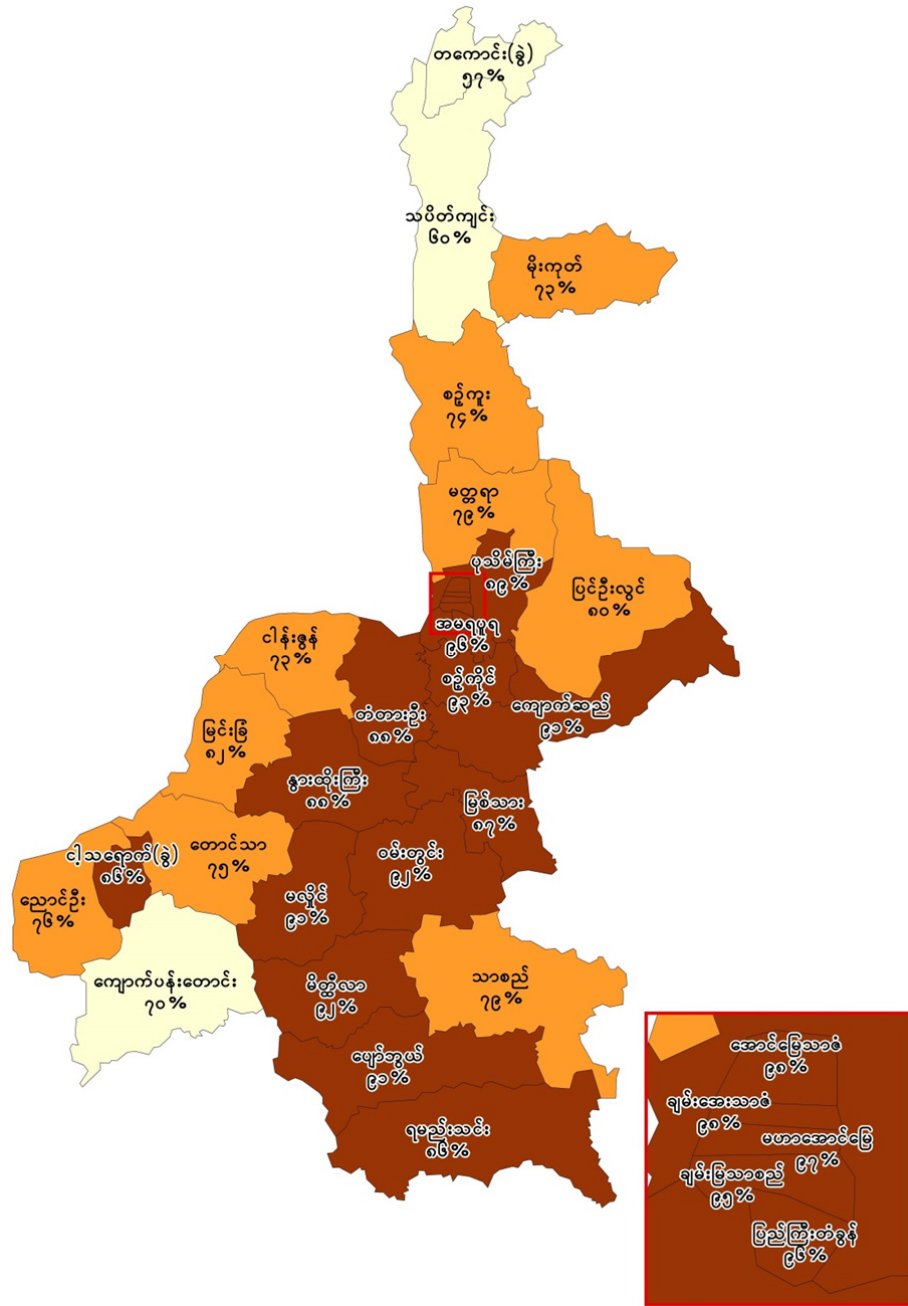 တကောင်း(ခွဲ)
၅၇%
သပိတ်ကျင်း
၆၀%
မိုးကုတ်
၇၃%
စဉ့်ကူး
၇၄%
မတ္တရာ
၇၉%
ပုသိမ်ကြီး
၈၉%
ပြင်ဦးလွင်
၈၀%
အမရပူရ
၉၆%
ငါန်းဇွန်
၇၃%
စဉ့်ကိုင်
၉၃%
ကျောက်ဆည်
၉၁%
တံတားဦး
၈၈%
မြင်းခြံ
၈၂%
နွားထိုးကြီး
၈၈%
မြစ်သား
၈၇%
တောင်သာ
၇၅%
ငါ့သရောက်(ခွဲ)
၈၆%
ဝမ်းတွင်း
၉၂%
ညောင်ဦး
၇၆%
မလှိုင်
၉၁%
ကျောက်ပန်းတောင်း
၇၀%
မိတ္ထီလာ
၉၂%
သာစည်
၇၉%
ပျော်ဘွယ်
၉၁%
ရမည်းသင်း
၈၆%
အောင်မြေသာဇံ
၉၈%
ချမ်းအေးသာဇံ
၉၈%
မဟာအောင်မြေ
၉၇%
ချမ်းမြသာစည်
၉၅%
ပြည်ကြီးတံခွန်
၉၆%